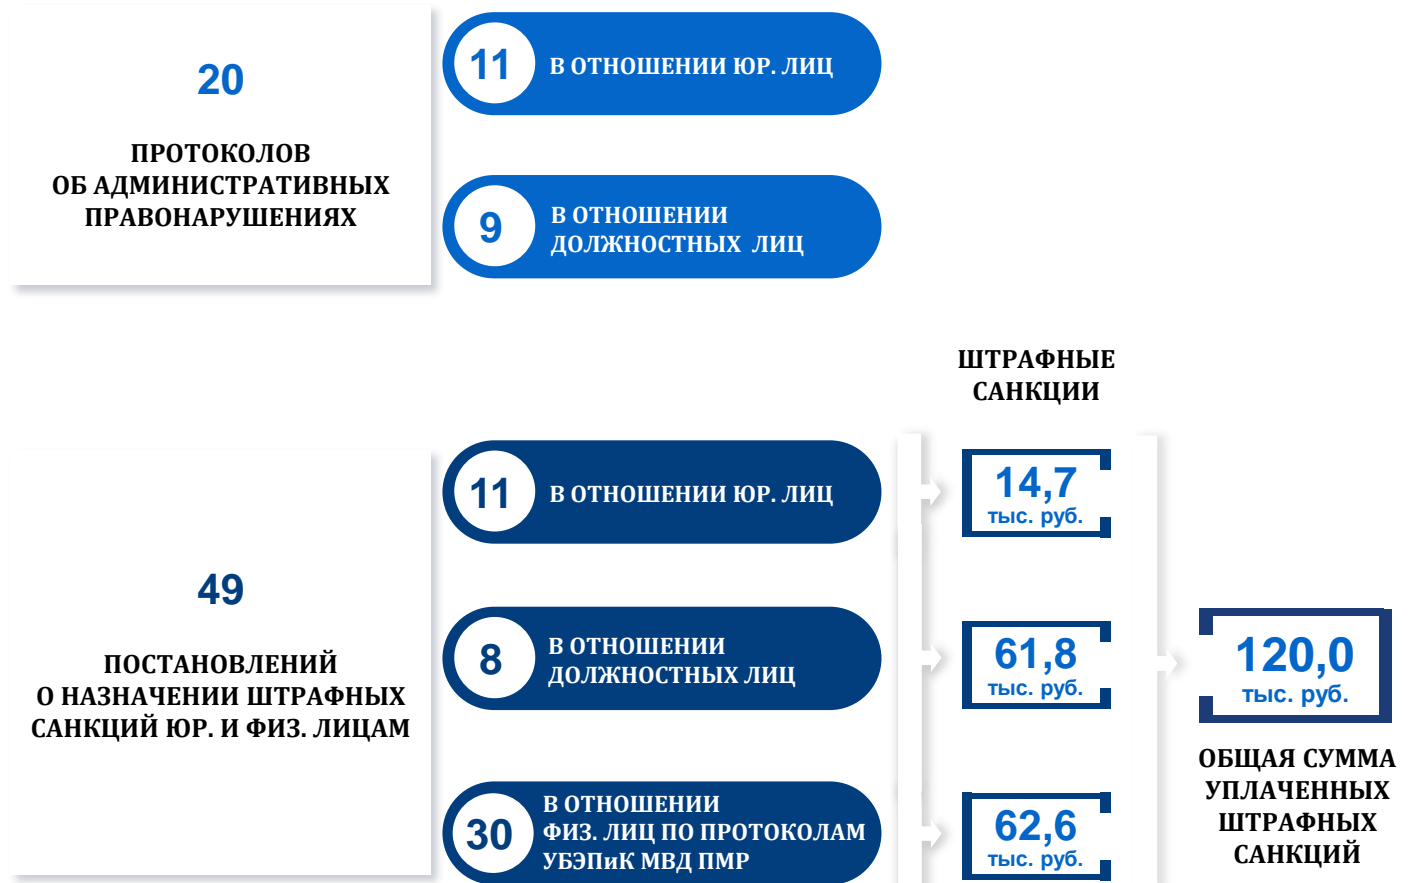 20
ПРОТОКОЛОВ
ОБ АДМИНИСТРАТИВНЫХ
ПРАВОНАРУШЕНИЯХ
11
В ОТНОШЕНИИ ЮР. ЛИЦ
9
В ОТНОШЕНИИ
ДОЛЖНОСТНЫХ ЛИЦ
49
ПОСТАНОВЛЕНИЙ
О НАЗНАЧЕНИИ ШТРАФНЫХ
САНКЦИЙ ЮР. И ФИЗ. ЛИЦАМ
ШТРАФНЫЕ
САНКЦИИ
11
В ОТНОШЕНИИ ЮР. ЛИЦ
14,7
тыс. руб.
8
В ОТНОШЕНИИ
ДОЛЖНОСТНЫХ ЛИЦ
61,8
тыс. руб.
30
В ОТНОШЕНИИ
ФИЗ. ЛИЦ ПО ПРОТОКОЛАМ
УБЭПиК МВД ПМР
62,6
тыс. руб.
120,0
тыс. руб.
ОБЩАЯ СУММА
УПЛАЧЕННЫХ
ШТРАФНЫХ
САНКЦИЙ